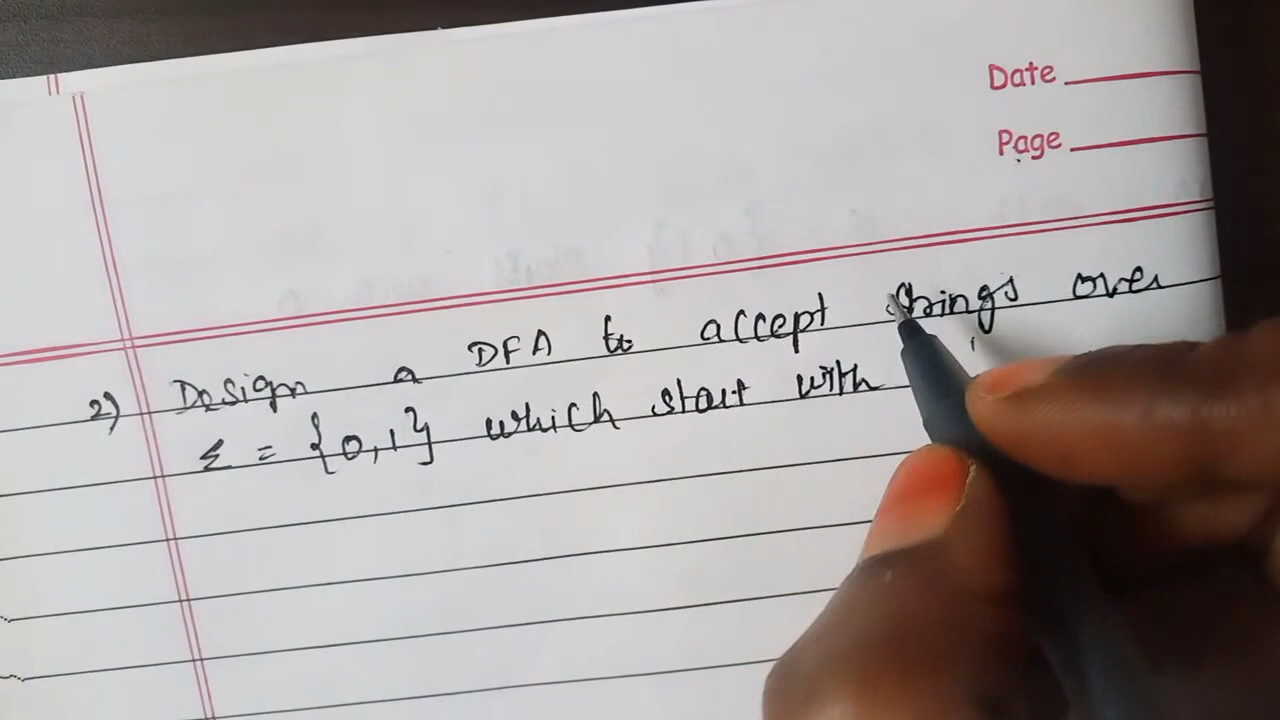 Date
Page
2) Design a DFA to accept strings over
Σ = {0,1} which start with